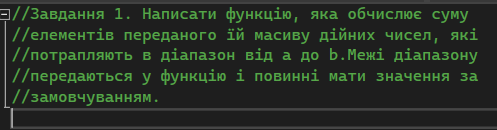 //Завдання 1. Написати функцію, яка обчислює суму
//елементів переданого їй масиву дійних чисел, які
//потрапляють в діапазон від a до b.Межі діапазону
//передаються у функцію і повинні мати значення за
//замовчуванням.